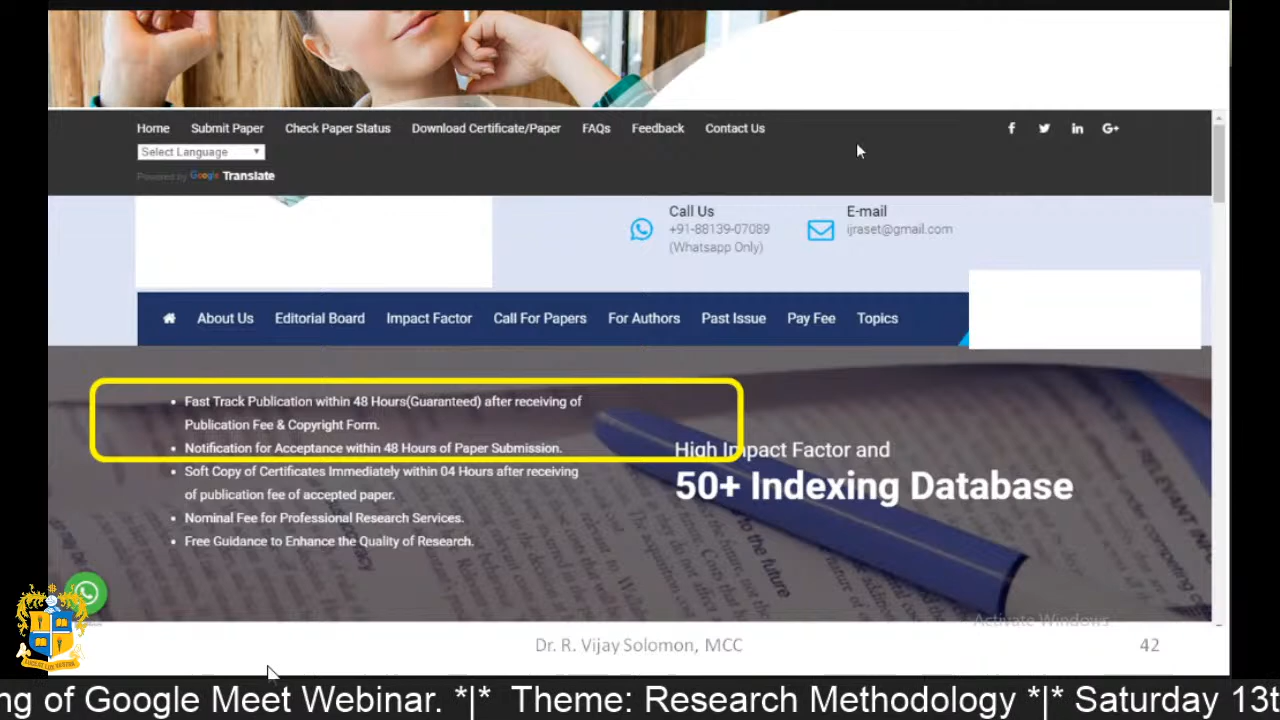 Home Submit Paper Check Paper Status Download Certificate/Paper FAQs Feedback Contact Us
Select Language
Powered by Google Translate
Call Us
+91-88139-07089
(Whatsapp Only)
E-mail
ijraset@gmail.com
About Us Editorial Board Impact Factor Call For Papers For Authors Past Issue Pay Fee Topics
Fast Track Publication within 48 Hours(Guaranteed) after receiving of
Publication Fee & Copyright Form.
Notification for Acceptance within 48 Hours of Paper Submission.
Soft Copy of Certificates Immediately within 04 Hours after receiving
of publication fee of accepted paper.
Nominal Fee for Professional Research Services.
Free Guidance to Enhance the Quality of Research.
High Impact Factor and
50+ Indexing Database
Activate Windows
Dr. R. Vijay Solomon, MCC
42
ng of Google Meet Webinar. *|* Theme: Research Methodology *|* Saturday 13t